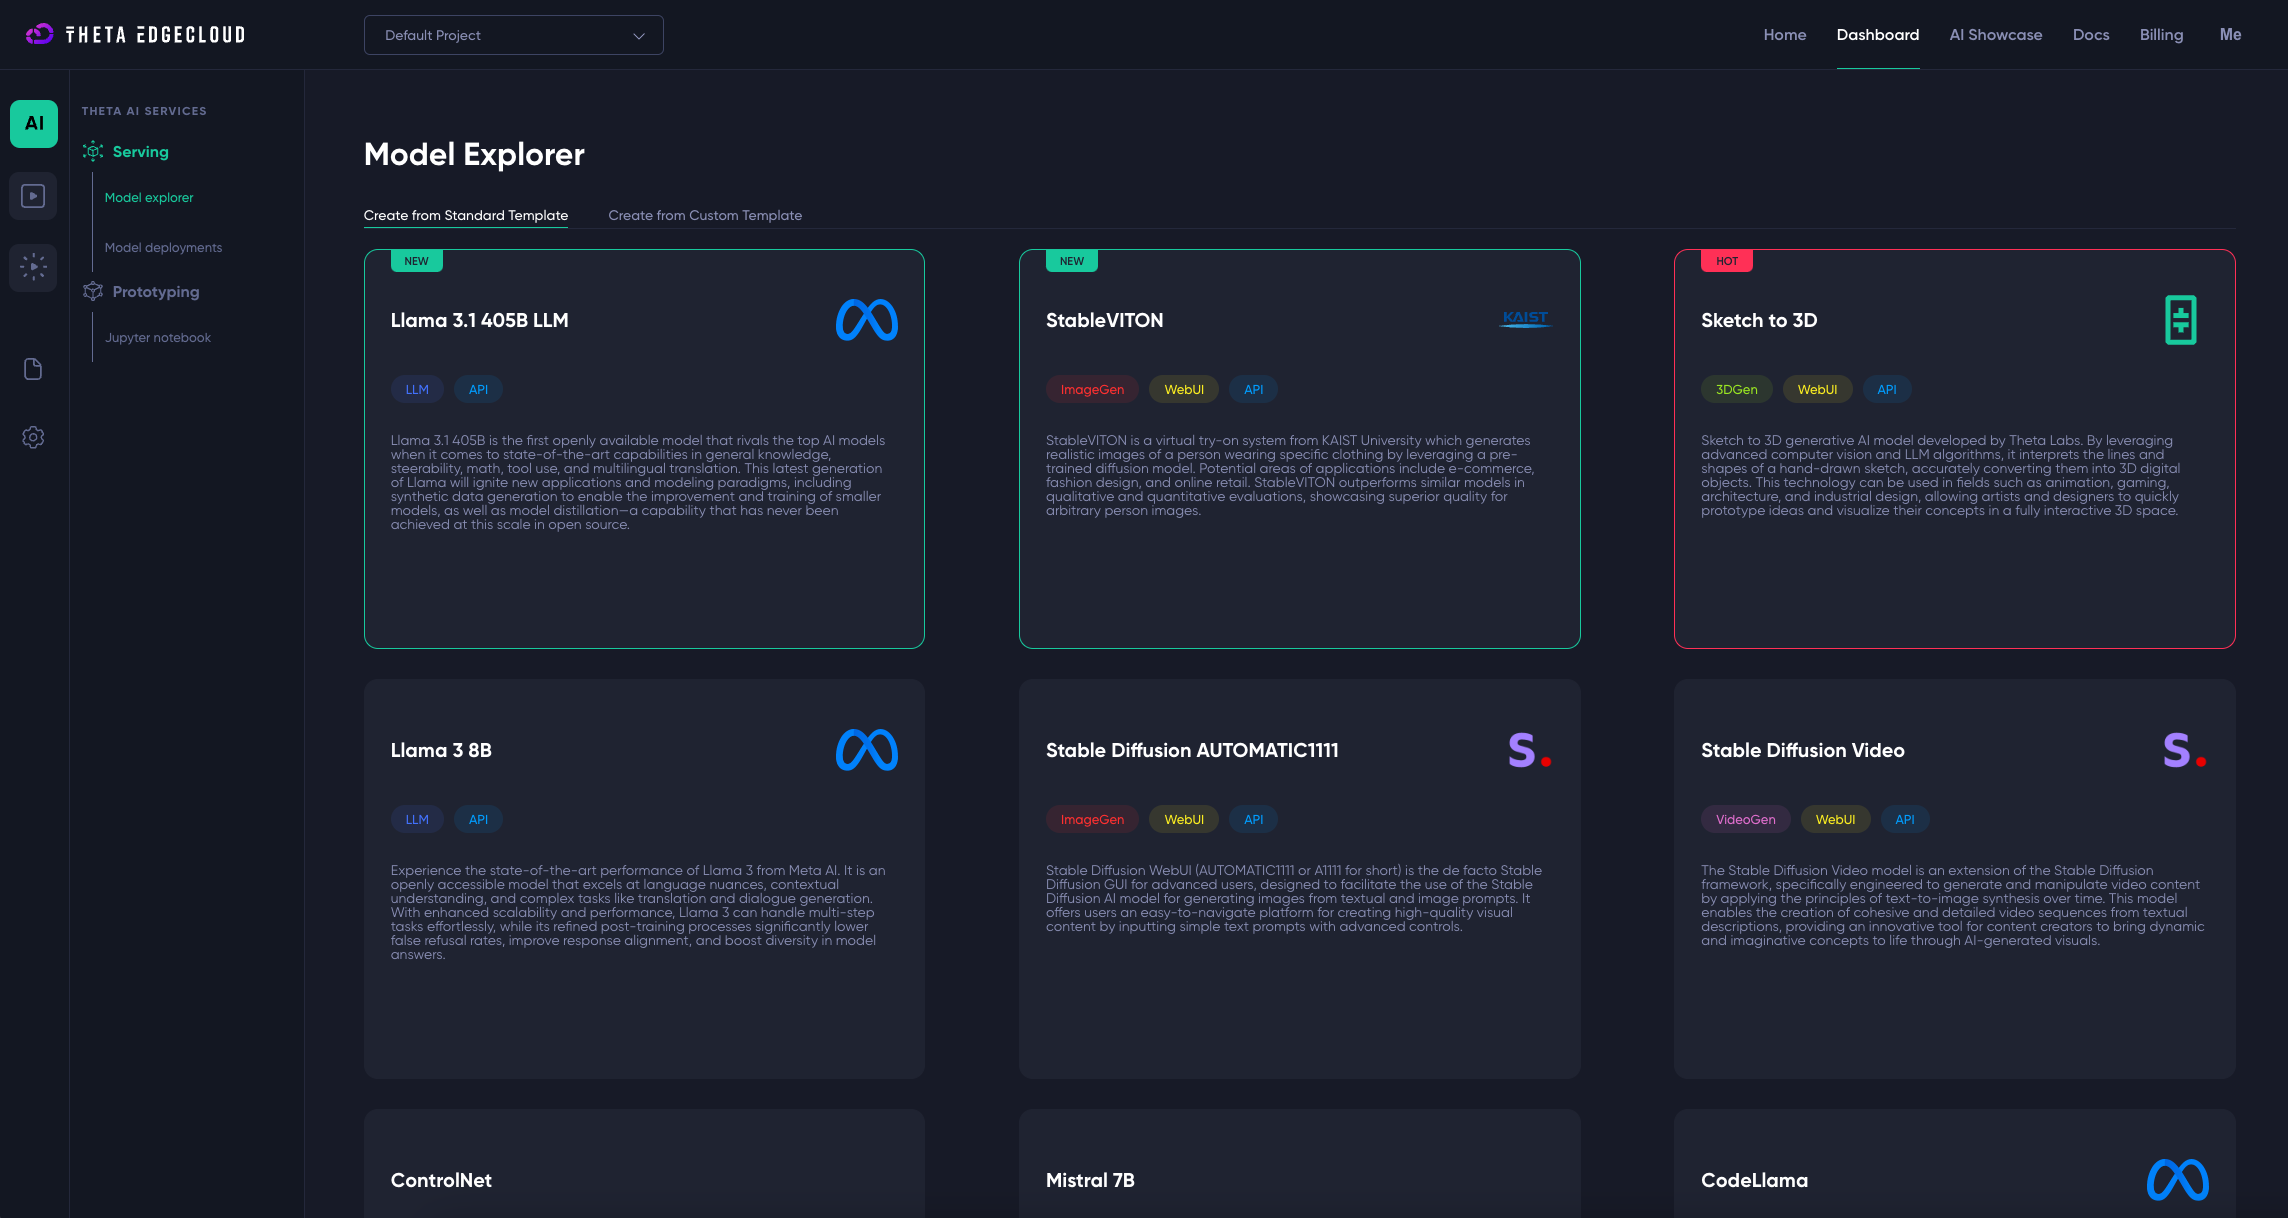 THETA EDGECLOUD
Default Project
Home
Dashboard
AI Showcase
Docs
Billing
Me
AI
THETA AI SERVICES
Serving
Model explorer
Model deployments
Prototyping
Jupyter notebook
Model Explorer
Create from Standard Template
Create from Custom Template
NEW
Llama 3.1 405B LLM
LLM
API
Llama 3.1 405B is the first openly available model that rivals the top AI models
when it comes to state-of-the-art capabilities in general knowledge,
steerability, math, tool use, and multilingual translation. This latest generation
of Llama will ignite new applications and modeling paradigms, including
synthetic data generation to enable the improvement and training of smaller
models, as well as model distillation—a capability that has never been
achieved at this scale in open source.
NEW
StableVITON
KAIST
ImageGen
WebUI
API
StableVITON is a virtual try-on system from KAIST University which generates
realistic images of a person wearing specific clothing by leveraging a pre-
trained diffusion model. Potential areas of applications include e-commerce,
fashion design, and online retail. StableVITON outperforms similar models in
qualitative and quantitative evaluations, showcasing superior quality for
arbitrary person images.
HOT
Sketch to 3D
3DGen
WebUI
API
Sketch to 3D generative AI model developed by Theta Labs. By leveraging
advanced computer vision and LLM algorithms, it interprets the lines and
shapes of a hand-drawn sketch, accurately converting them into 3D digital
objects. This technology can be used in fields such as animation, gaming,
architecture, and industrial design, allowing artists and designers to quickly
prototype ideas and visualize their concepts in a fully interactive 3D space.
Llama 3 8B
LLM
API
Experience the state-of-the-art performance of Llama 3 from Meta AI. It is an
openly accessible model that excels at language nuances, contextual
understanding, and complex tasks like translation and dialogue generation.
With enhanced scalability and performance, Llama 3 can handle multi-step
tasks effortlessly, while its refined post-training processes significantly lower
false refusal rates, improve response alignment, and boost diversity in model
answers.
Stable Diffusion AUTOMATIC1111
S.
ImageGen
WebUI
API
Stable Diffusion WebUI (AUTOMATIC1111 or A1111 for short) is the de facto Stable
Diffusion GUI for advanced users, designed to facilitate the use of the Stable
Diffusion AI model for generating images from textual and image prompts. It
offers users an easy-to-navigate platform for creating high-quality visual
content by inputting simple text prompts with advanced controls.
Stable Diffusion Video
S.
VideoGen
WebUI
API
The Stable Diffusion Video model is an extension of the Stable Diffusion
framework, specifically engineered to generate and manipulate video content
by applying the principles of text-to-image synthesis over time. This model
enables the creation of cohesive and detailed video sequences from textual
descriptions, providing an innovative tool for content creators to bring dynamic
and imaginative concepts to life through AI-generated visuals.
ControlNet
Mistral 7B
CodeLlama